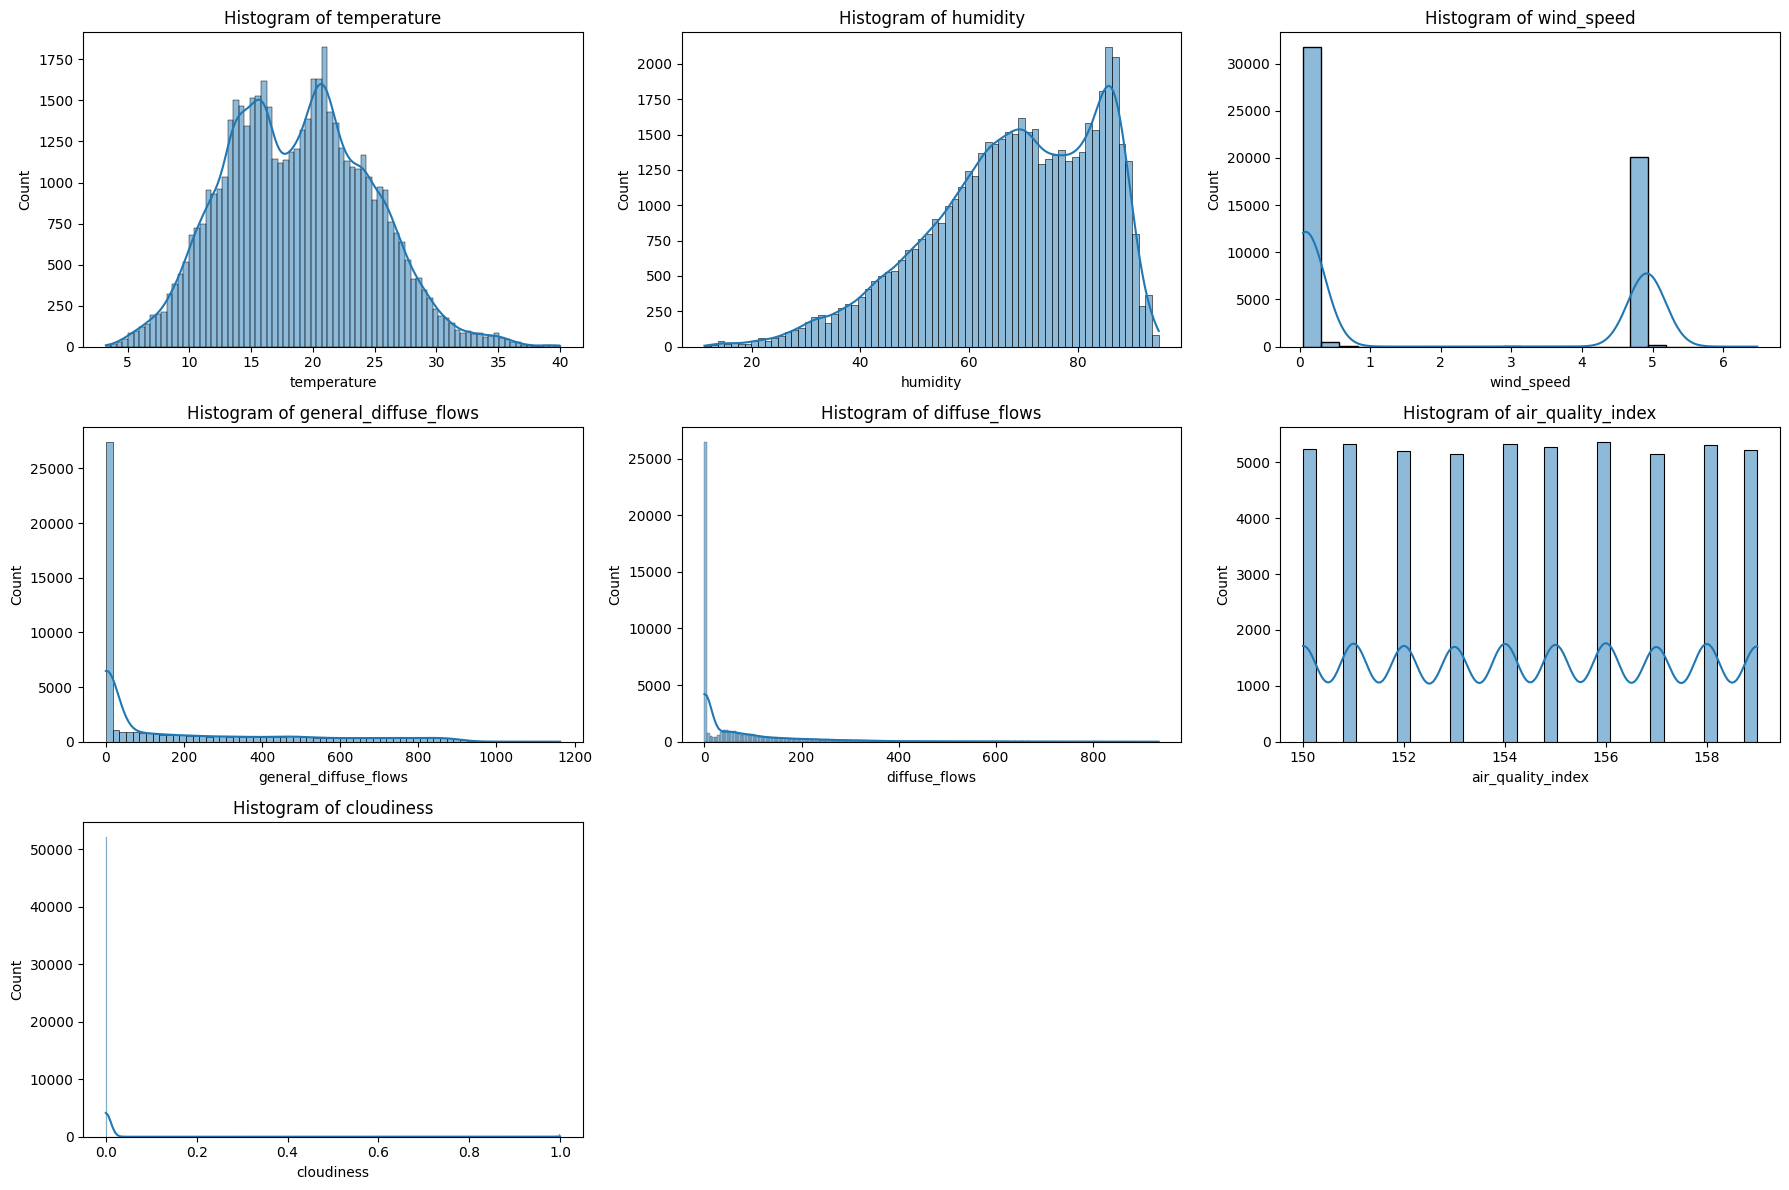 Histogram of temperature
Count
1750
1500
1250
1000
750
500
250
0
5 10 15 20 25 30 35 40
temperature
Histogram of humidity
Count
2000
1750
1500
1250
1000
750
500
250
0
20 40 60 80
humidity
Histogram of wind_speed
Count
30000
25000
20000
15000
10000
5000
0
0 1 2 3 4 5 6
wind_speed
Histogram of general_diffuse_flows
Count
25000
20000
15000
10000
5000
0
0 200 400 600 800 1000 1200
general_diffuse_flows
Histogram of diffuse_flows
Count
25000
20000
15000
10000
5000
0
0 200 400 600 800
diffuse_flows
Histogram of air_quality_index
Count
5000
4000
3000
2000
1000
0
150 152 154 156 158
air_quality_index
Histogram of cloudiness
Count
50000
40000
30000
20000
10000
0
0.0 0.2 0.4 0.6 0.8 1.0
cloudiness